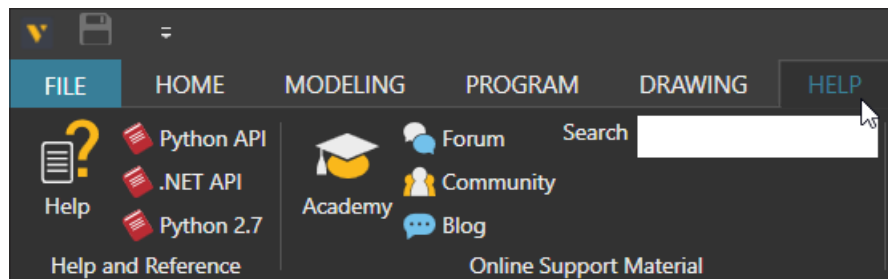 FILE HOME MODELING PROGRAM DRAWING HELP
Python API
.NET API
Python 2.7
Help
Help and Reference
Academy
Forum
Community
Blog
Search
Online Support Material